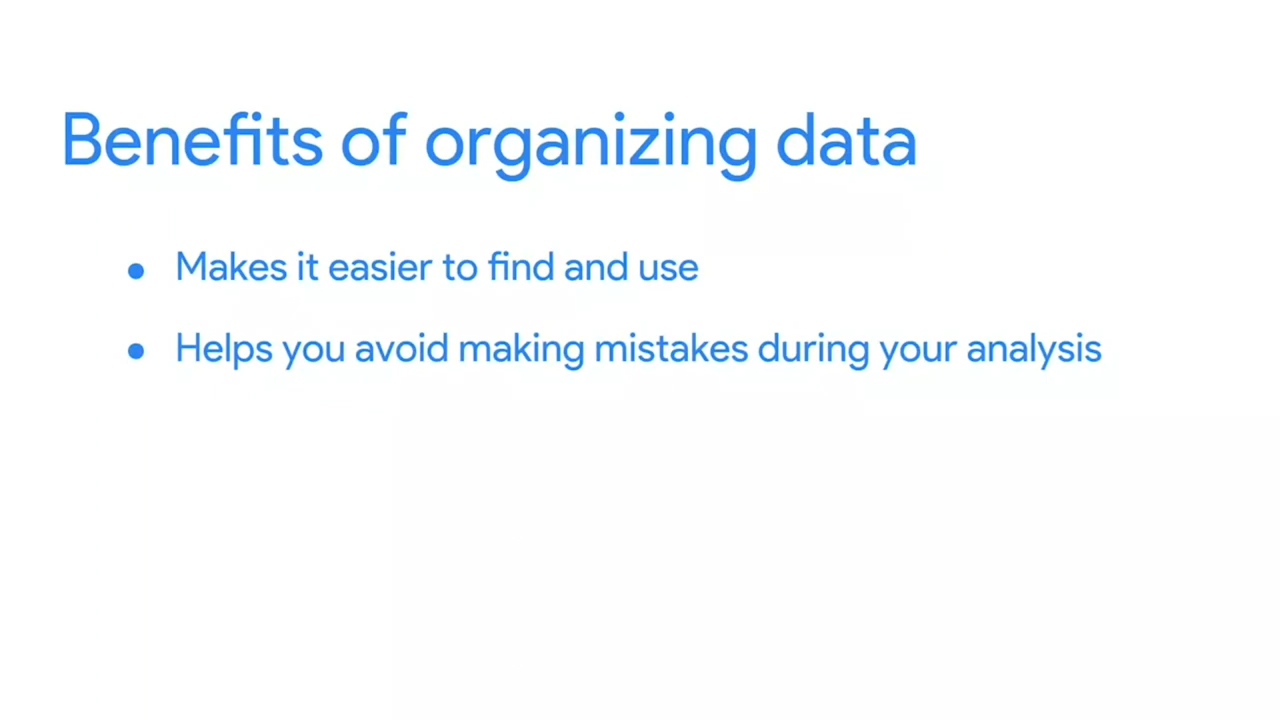 Benefits of organizing data
● Makes it easier to find and use
● Helps you avoid making mistakes during your analysis